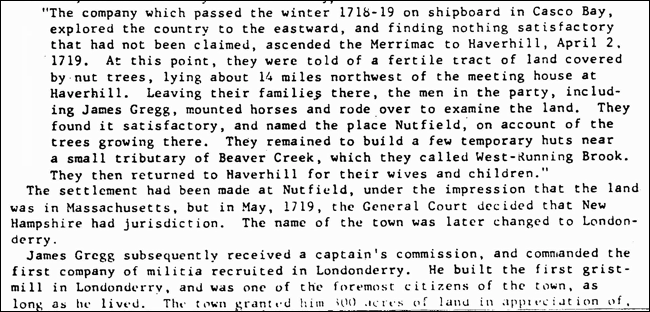 "The company which passed the winter 1718-19 on shipboard in Casco Bay,
explored the country to the eastward, and finding nothing satisfactory
that had not been claimed, ascended the Merrimac to Haverhill, April 2,
1719. At this point, they were told of a fertile tract of land covered
by nut trees, lying about 14 miles northwest of the meeting house at
Haverhill. Leaving their families there, the men in the party, includ-
ing James Gregg, mounted horses and rode over to examine the land. They
found it satisfactory, and named the place Nutfield, on account of the
trees growing there. They remained to build a few temporary huts near
a small tributary of Beaver Creek, which they called West-Running Brook.
They then returned to Haverhill for their wives and children."
The settlement had been made at Nutfield, under the impression that the land
was in Massachusetts, but in May, 1719, the General Court decided that New
Hampshire had jurisdiction. The name of the town was later changed to London-
derry.
James Gregg subsequently received a captain's commission, and commanded the
first company of militia recruited in Londonderry. He built the first grist-
mill in Londonderry, and was one of the foremost citizens of the town, as
long as he lived. The town granted him 300 acres of land in appreciation of,